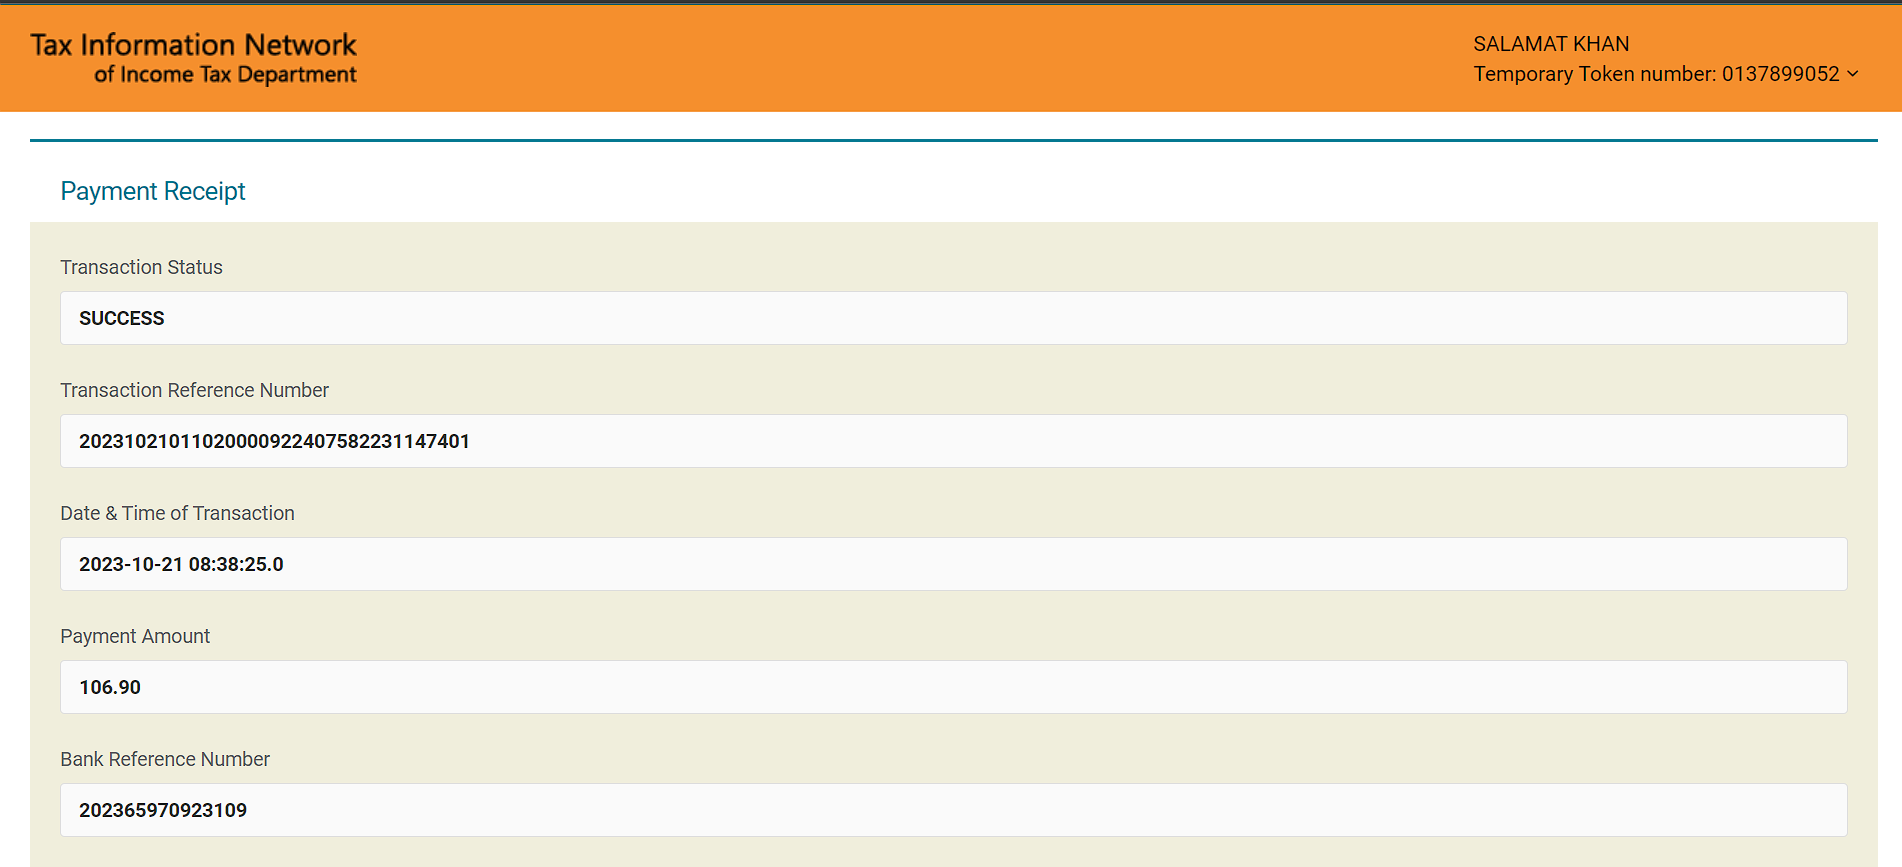 Tax Information Network
of Income Tax Department
SALAMAT KHAN
Temporary Token number: 0137899052
Payment Receipt
Transaction Status
SUCCESS
Transaction Reference Number
20231021011020000922407582231147401
Date & Time of Transaction
2023-10-21 08:38:25.0
Payment Amount
106.90
Bank Reference Number
202365970923109